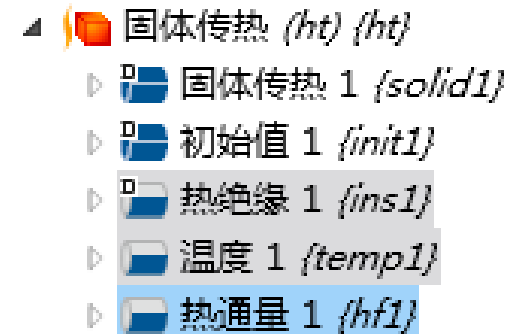 固体传热 (ht) {ht}
固体传热 1 {solid1}
初始值 1 {init1}
热绝缘 1 {ins1}
温度 1 {temp1}
热通量 1 {hf1}